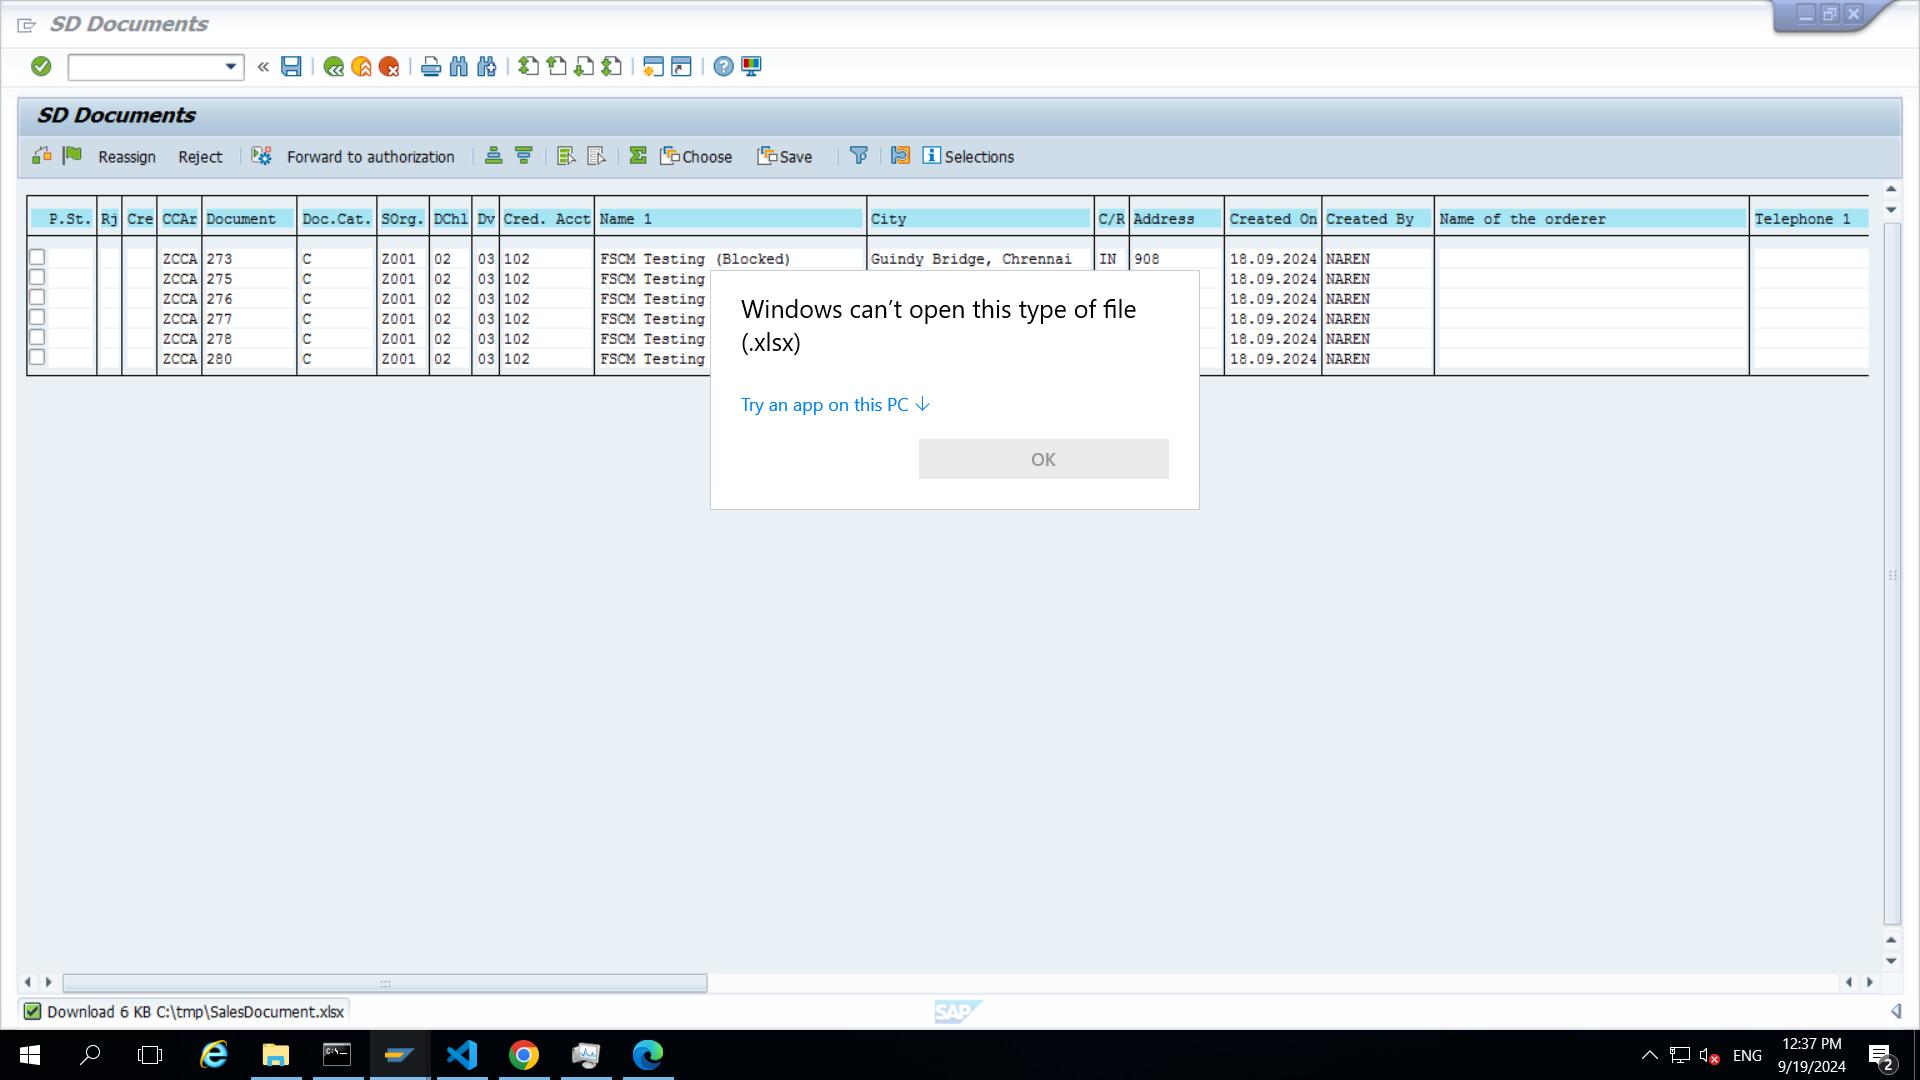 SD Documents
SD Documents
Reassign Reject Forward to authorization Choose Save Selections
P.St. Rj Cre CCAr Document Doc.Cat. SOrg. DChl Dv Cred. Acct Name 1 City C/R Address Created On Created By Name of the orderer Telephone 1
ZCCA 273 C Z001 02 03 102 FSCM Testing (Blocked) Guindy Bridge, Chrennai IN 908 18.09.2024 NAREN
ZCCA 275 C Z001 02 03 102 FSCM Testing 18.09.2024 NAREN
ZCCA 276 C Z001 02 03 102 FSCM Testing 18.09.2024 NAREN
ZCCA 277 C Z001 02 03 102 FSCM Testing 18.09.2024 NAREN
ZCCA 278 C Z001 02 03 102 FSCM Testing 18.09.2024 NAREN
ZCCA 280 C Z001 02 03 102 FSCM Testing 18.09.2024 NAREN
Windows can't open this type of file
(.xlsx)
Try an app on this PC ↓
OK
Download 6 KB C:\tmp\SalesDocument.xlsx
SAP
ENG
12:37 PM
9/19/2024
2